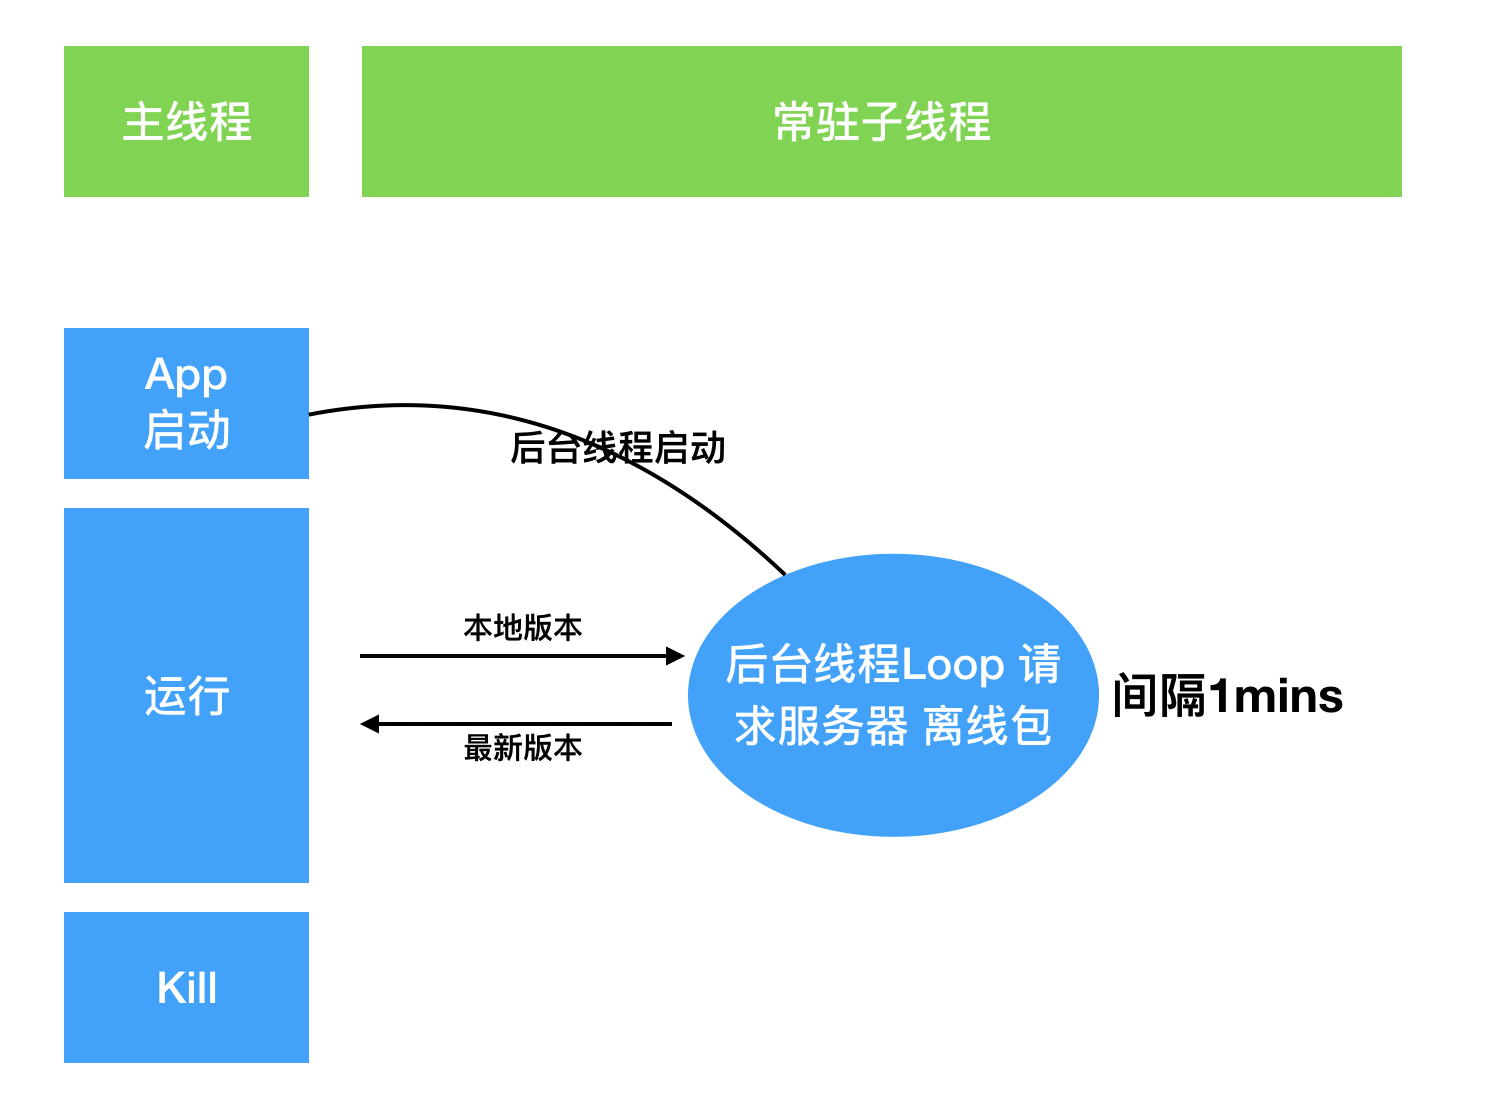 主线程
常驻子线程
App
启动
后台线程启动
本地版本
运行
最新版本
后台线程Loop 请
求服务器 离线包
间隔1mins
Kill